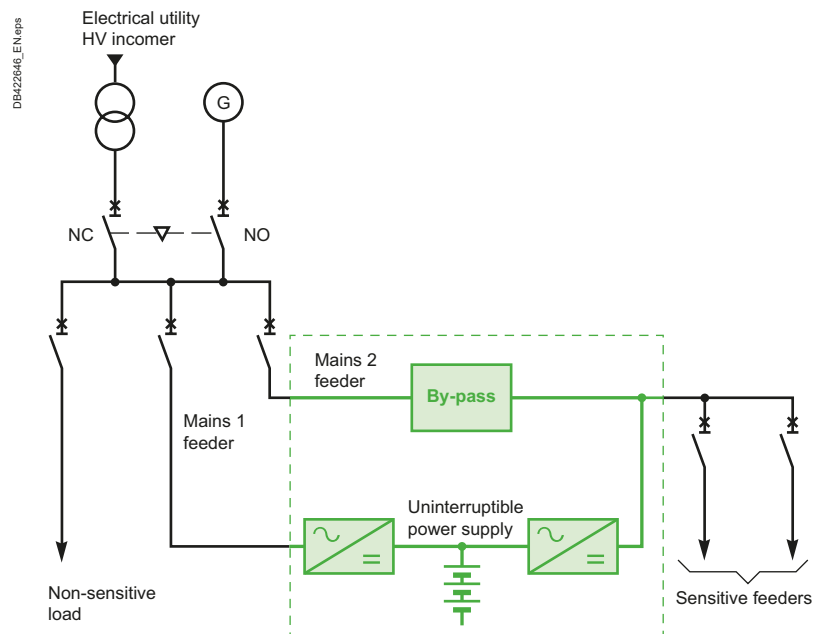 DB422646_EN.eps
Electrical utility
HV incomer
G
NC
NO
Mains 2
feeder
By-pass
Mains 1
feeder
Uninterruptible
power supply
Non-sensitive
load
Sensitive feeders